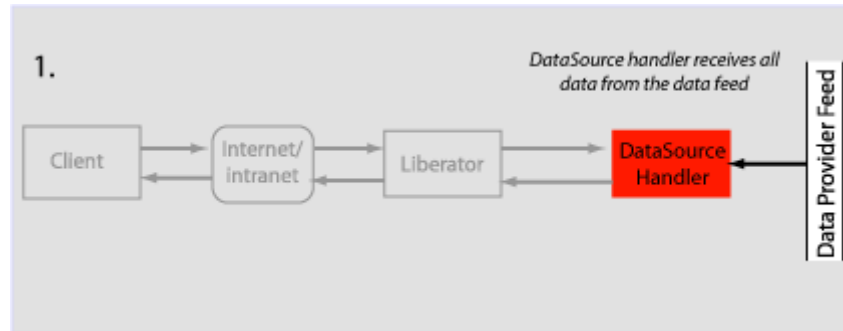 1.
DataSource handler receives all
data from the data feed
Client
Internet/
intranet
Liberator
DataSource
Handler
Data Provider Feed